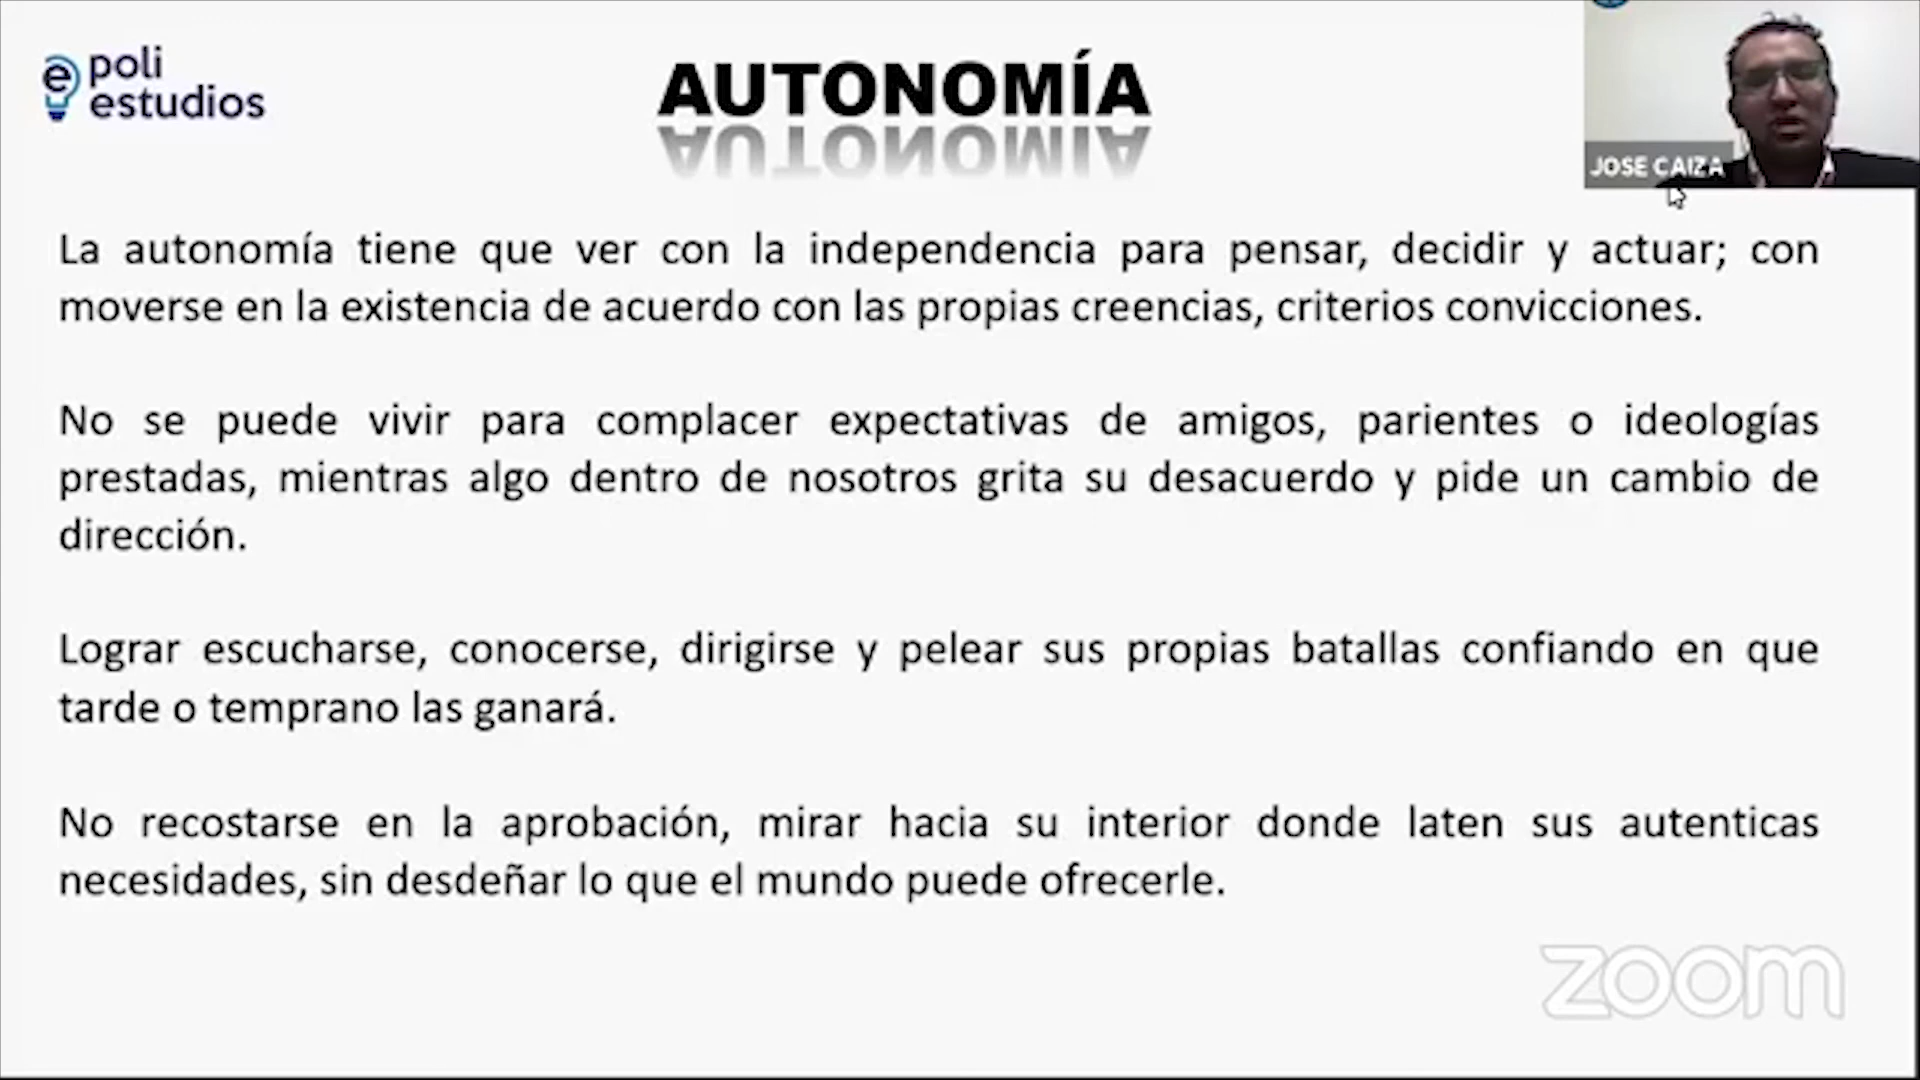 poli
estudios
AUTONOMÍA
JOSE CAIZA
La autonomía tiene que ver con la independencia para pensar, decidir y actuar; con
moverse en la existencia de acuerdo con las propias creencias, criterios convicciones.
No se puede vivir para complacer expectativas de amigos, parientes o ideologías
prestadas, mientras algo dentro de nosotros grita su desacuerdo y pide un cambio de
dirección.
Lograr escucharse, conocerse, dirigirse y pelear sus propias batallas confiando en que
tarde o temprano las ganará.
No recostarse en la aprobación, mirar hacia su interior donde laten sus autenticas
necesidades, sin desdeñar lo que el mundo puede ofrecerle.
zoom